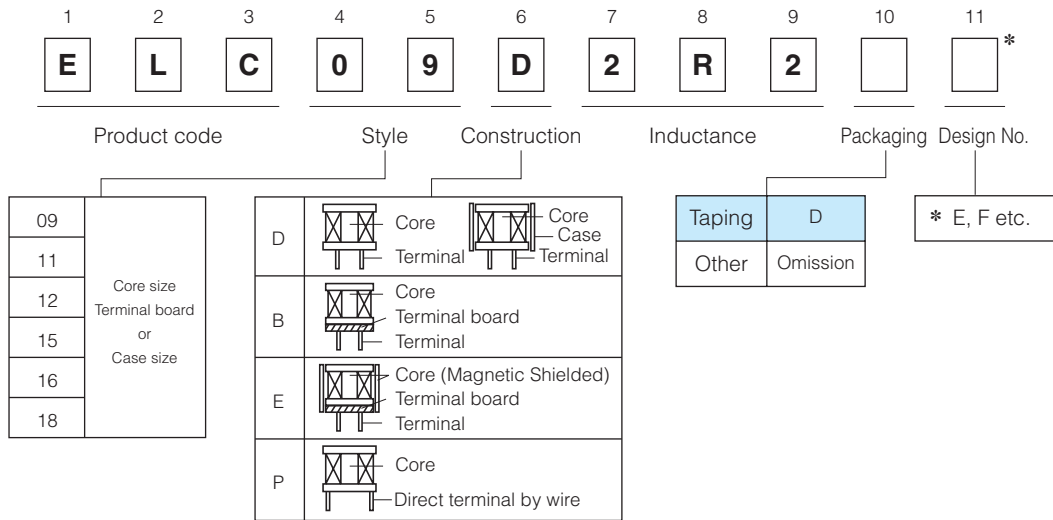 1 2 3 4 5 6 7 8 9 10 11
E L C 0 9 D 2 R 2 *
Product code Style Construction Inductance Packaging Design No.
09
11
12
15
16
18
Core size
Terminal board
or
Case size
D
Core
Terminal
Core
Case
Terminal
B
Core
Terminal board
Terminal
E
Core (Magnetic Shielded)
Terminal board
Terminal
P
Core
Direct terminal by wire
Taping D
Other Omission
* E, F etc.